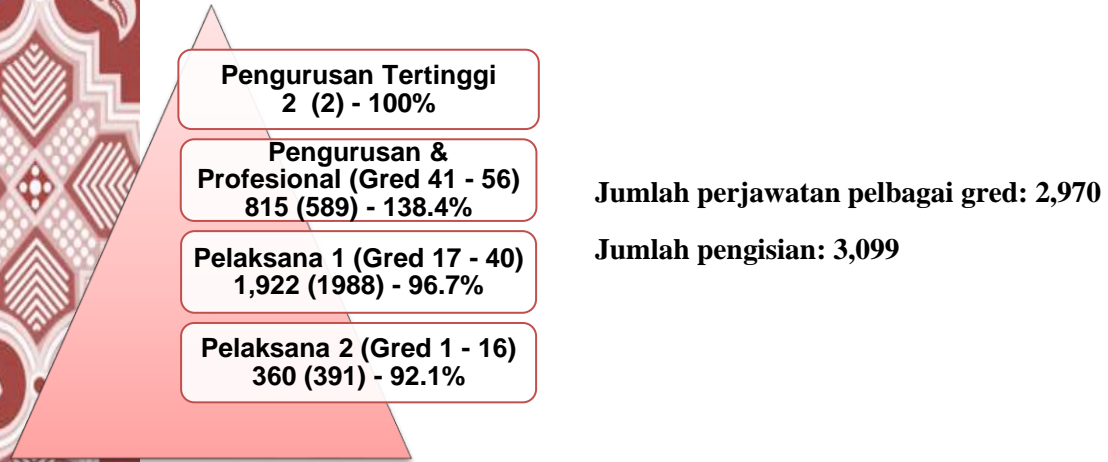 Pengurusan Tertinggi
2 (2) - 100%
Pengurusan &
Profesional (Gred 41 - 56)
815 (589) - 138.4%
Pelaksana 1 (Gred 17 - 40)
1,922 (1988) - 96.7%
Pelaksana 2 (Gred 1 - 16)
360 (391) - 92.1%
Jumlah perjawatan pelbagai gred: 2,970
Jumlah pengisian: 3,099